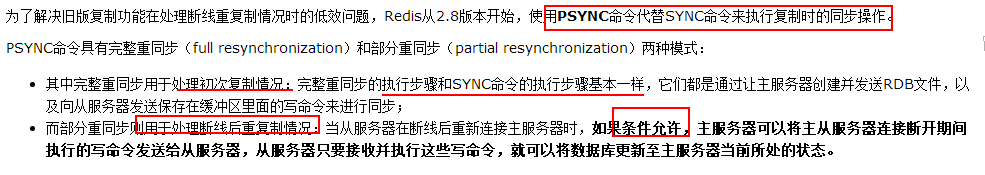 为了解决旧版复制功能在处理断线重复制情况时的低效问题，Redis从2.8版本开始，使用PSYNC命令代替SYNC命令来执行复制时的同步操作。
PSYNC命令具有完整重同步（full resynchronization）和部分重同步（partial resynchronization）两种模式：
• 其中完整重同步用于处理初次复制情况：完整重同步的执行步骤和SYNC命令的执行步骤基本一样，它们都是通过让主服务器创建并发送RDB文件，以
及向从服务器发送保存在缓冲区里面的写命令来进行同步；
• 而部分重同步则用于处理断线后重复制情况：当从服务器在断线后重新连接主服务器时，如果条件允许，主服务器可以将主从服务器连接断开期间
执行的写命令发送给从服务器，从服务器只要接收并执行这些写命令，就可以将数据库更新至主服务器当前所处的状态。